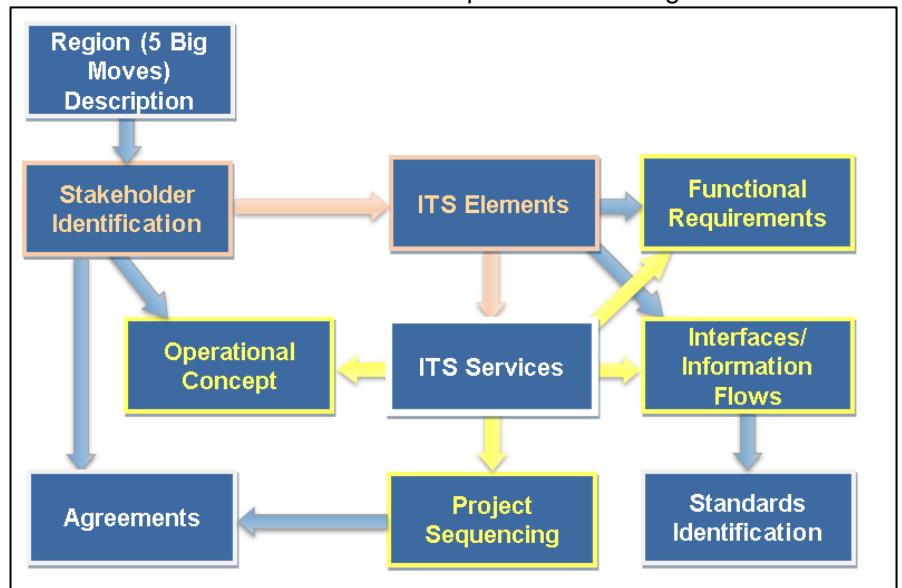 Region (5 Big
Moves)
Description
Stakeholder
Identification
ITS Elements
Functional
Requirements
Operational
Concept
ITS Services
Interfaces/
Information
Flows
Agreements
Project
Sequencing
Standards
Identification